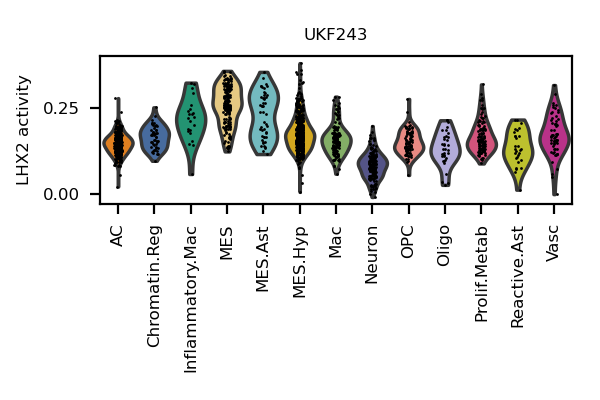 UKF243
LHX2 activity
0.25
0.00
AC
Chromatin.Reg
Inflammatory.Mac
MES
MES.Ast
MES.Hyp
Mac
Neuron
OPC
Oligo
Prolif.Metab
Reactive.Ast
Vasc